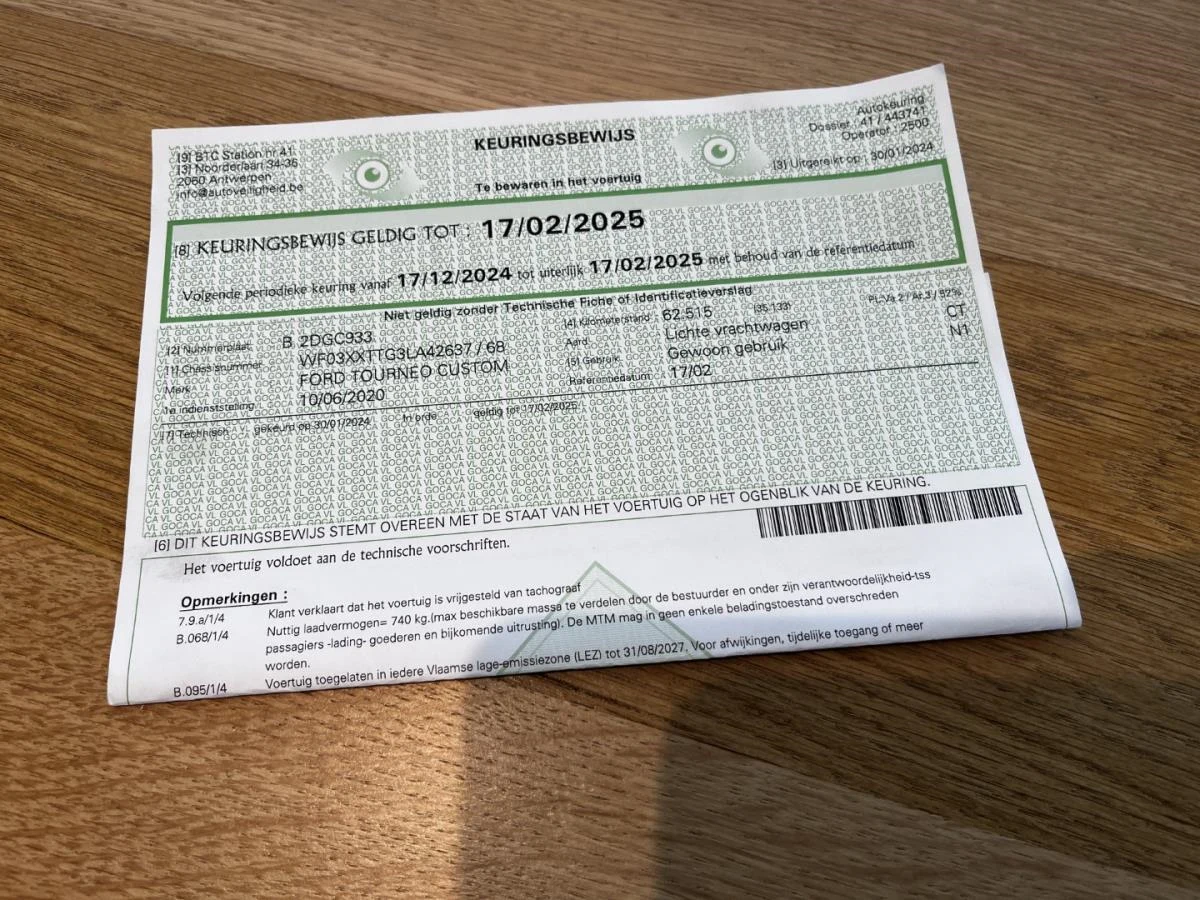 [9] BTC Station nr 41
[3] Noorderlaan 34-36
2060 Antwerpen
info@autoveiligheid.be
KEURINGSBEWIJS
Te bewaren in het voertuig
Autokeuring
Dossier : 41 / 443741
Operator : 2500
[3] Uitgereikt op : 30/01/2024
[8] KEURINGSBEWIJS GELDIG TOT : 17/02/2025
Volgende periodieke keuring vanaf 17/12/2024 tot uiterlijk 17/02/2025 met behoud van de referentiedatum
Niet geldig zonder Technische Fiche of Identificatieverslag
[2] Nummerplaat B 2DGC933
[1] Chassisnummer WF03XXTTG3LA42637 / 68
Merk FORD TOURNEO CUSTOM
1e indienststelling 10/06/2020
[4] Kilometerstand 62.515 (35.133)
Aard Lichte vrachtwagen
[5] Gebruik Gewoon gebruik
Referentiedatum 17/02
CT
N1
[7] Technisch gekeurd op 30/01/2024 In orde geldig tot 17/02/2025
[6] DIT KEURINGSBEWIJS STEMT OVEREEN MET DE STAAT VAN HET VOERTUIG OP HET OGENBLIK VAN DE KEURING.
Het voertuig voldoet aan de technische voorschriften.
Opmerkingen :
7.9.a/1/4 Klant verklaart dat het voertuig is vrijgesteld van tachograaf
B.068/1/4 Nuttig laadvermogen= 740 kg.(max beschikbare massa te verdelen door de bestuurder en onder zijn verantwoordelijkheid-tss
passagiers -lading- goederen en bijkomende uitrusting). De MTM mag in geen enkele beladingstoestand overschreden
worden.
B.095/1/4 Voertuig toegelaten in iedere Vlaamse lage-emissiezone (LEZ) tot 31/08/2027. Voor afwijkingen, tijdelijke toegang of meer